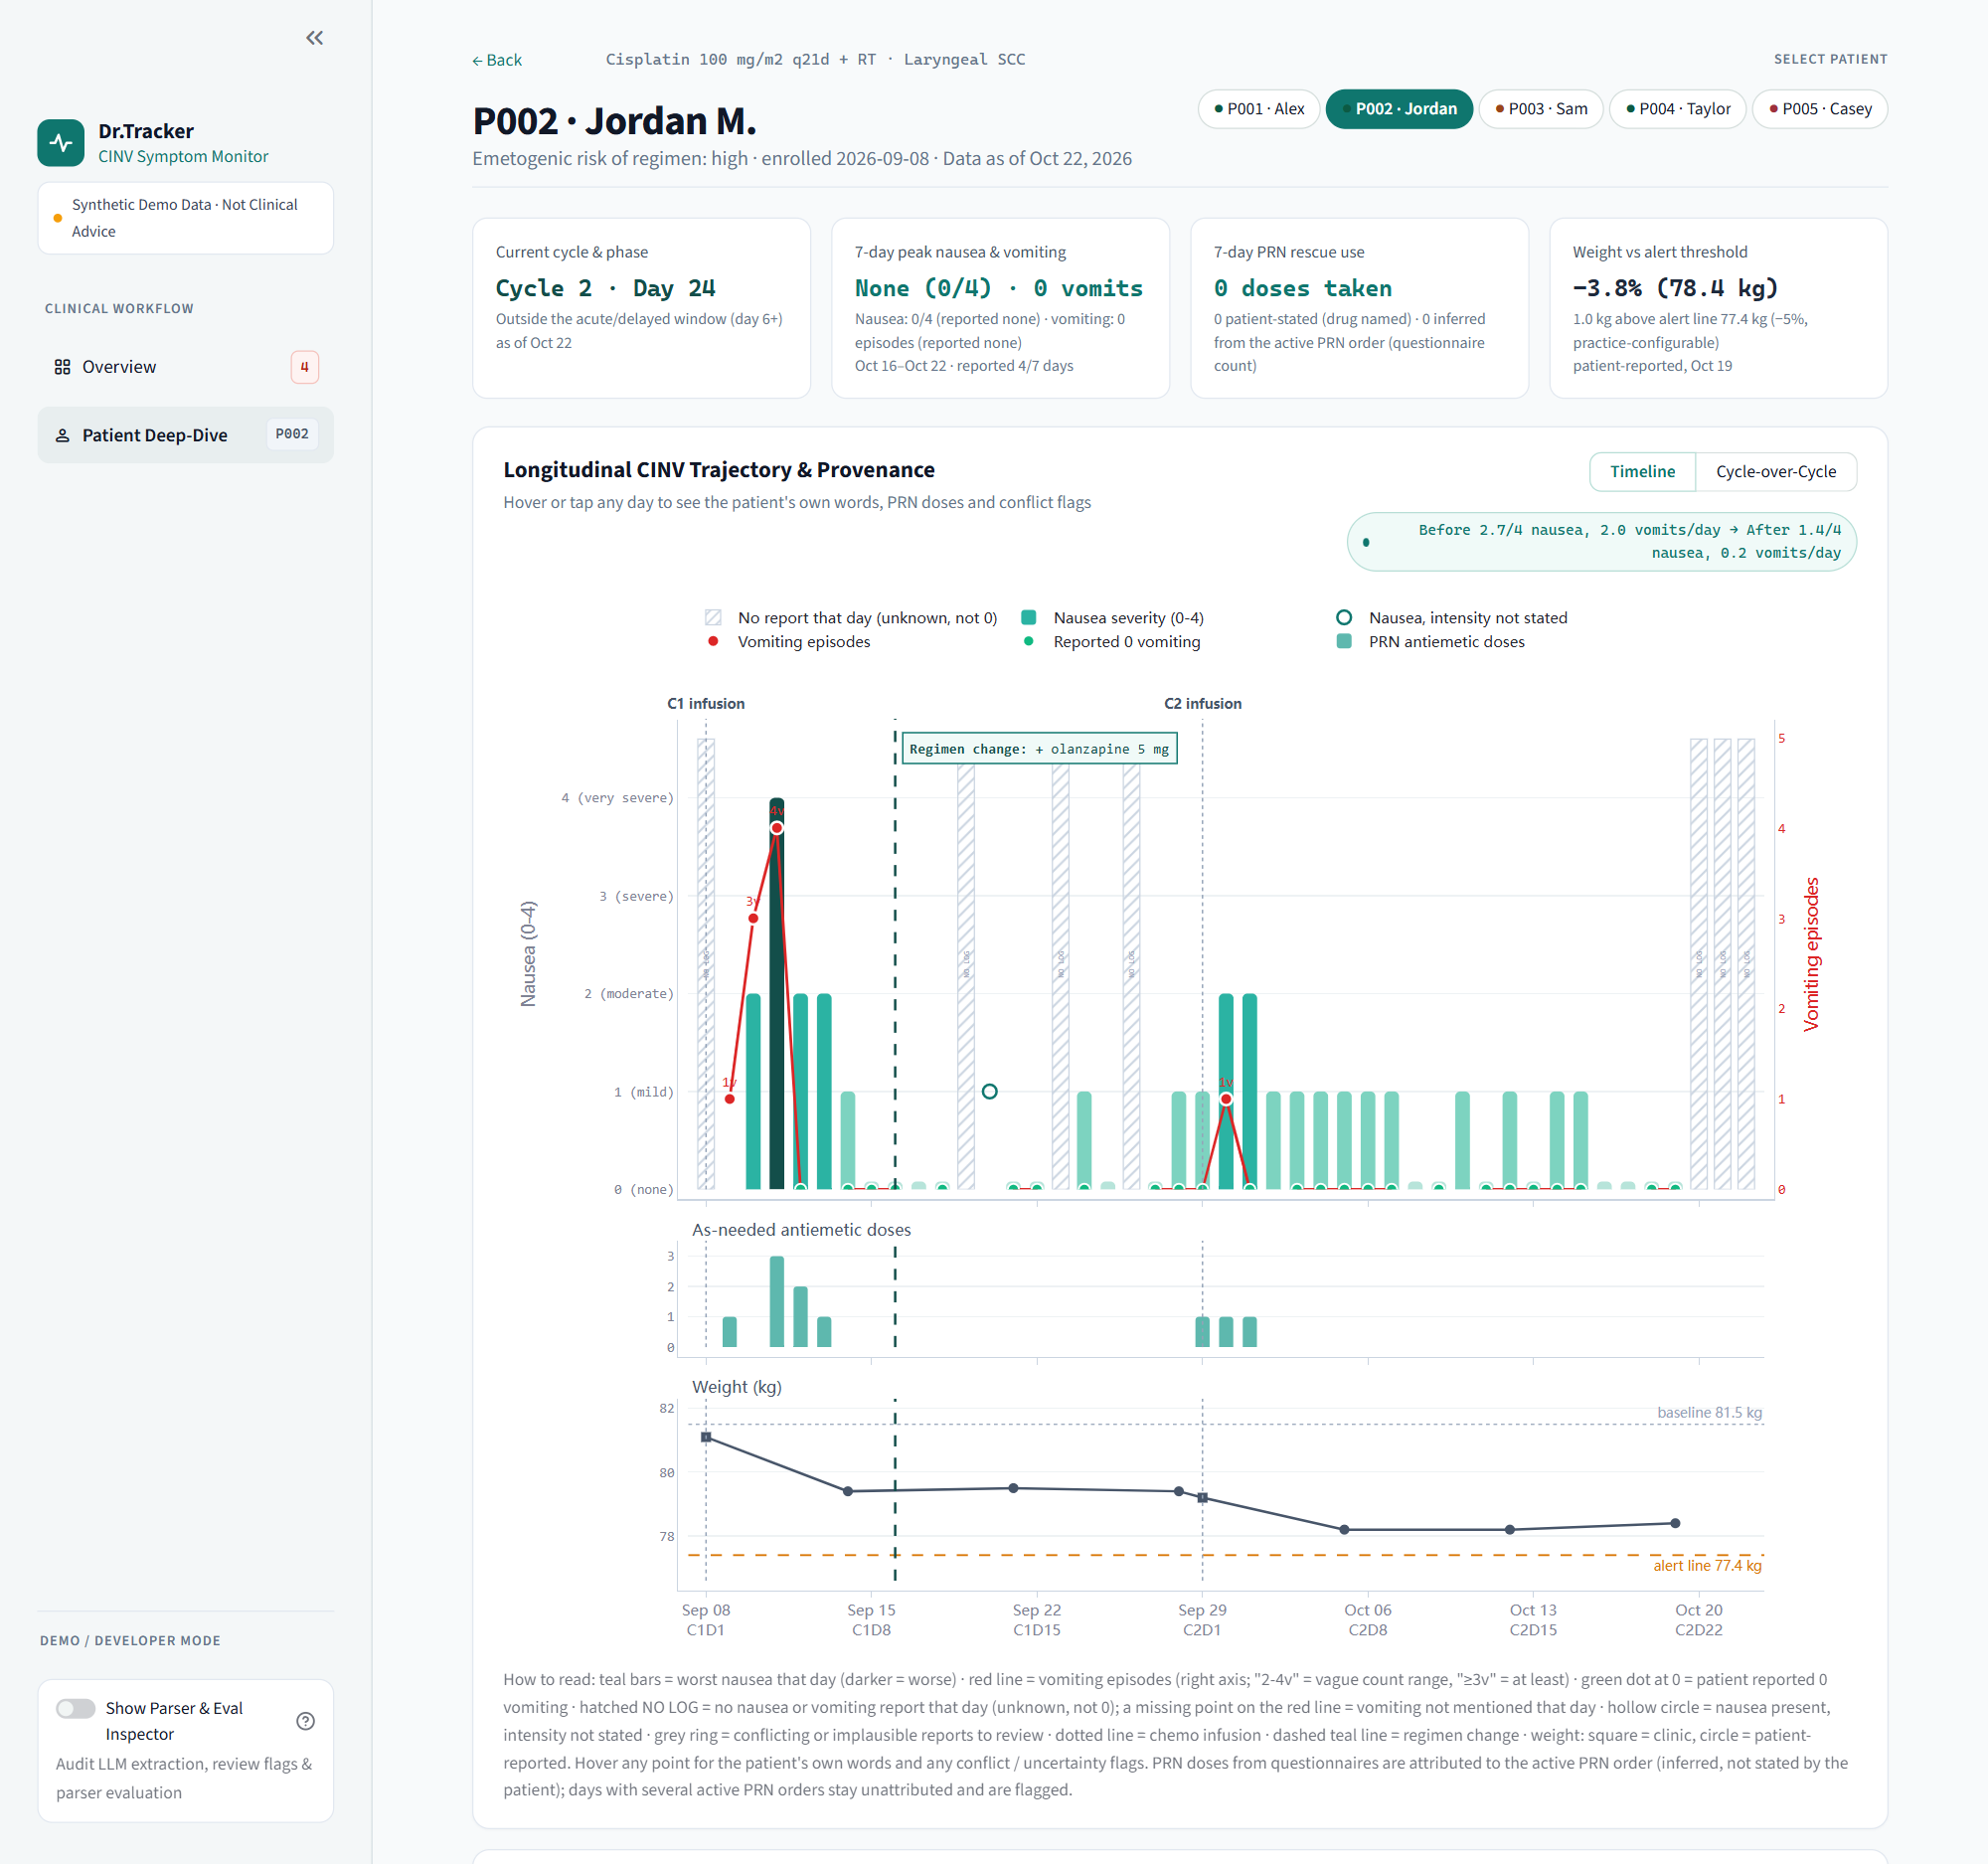 Dr.Tracker
CINV Symptom Monitor
Synthetic Demo Data · Not Clinical
Advice
CLINICAL WORKFLOW
Overview
4
Patient Deep-Dive
P002
DEMO / DEVELOPER MODE
Show Parser & Eval
Inspector
Audit LLM extraction, review flags &
parser evaluation
← Back
Cisplatin 100 mg/m2 q21d + RT · Laryngeal SCC
SELECT PATIENT
P002 · Jordan M.
P001 · Alex
P002 · Jordan
P003 · Sam
P004 · Taylor
P005 · Casey
Emetogenic risk of regimen: high · enrolled 2026-09-08 · Data as of Oct 22, 2026
Current cycle & phase
Cycle 2 · Day 24
Outside the acute/delayed window (day 6+)
as of Oct 22
7-day peak nausea & vomiting
None (0/4) · 0 vomits
Nausea: 0/4 (reported none) · vomiting: 0
episodes (reported none)
Oct 16–Oct 22 · reported 4/7 days
7-day PRN rescue use
0 doses taken
0 patient-stated (drug named) · 0 inferred
from the active PRN order (questionnaire
count)
Weight vs alert threshold
−3.8% (78.4 kg)
1.0 kg above alert line 77.4 kg (−5%,
practice-configurable)
patient-reported, Oct 19
Longitudinal CINV Trajectory & Provenance
Hover or tap any day to see the patient's own words, PRN doses and conflict flags
Timeline
Cycle-over-Cycle
Before 2.7/4 nausea, 2.0 vomits/day → After 1.4/4
nausea, 0.2 vomits/day
No report that day (unknown, not 0)
Nausea severity (0-4)
Nausea, intensity not stated
Vomiting episodes
Reported 0 vomiting
PRN antiemetic doses
C1 infusion
C2 infusion
Regimen change: + olanzapine 5 mg
Nausea (0-4)
4 (very severe)
3 (severe)
2 (moderate)
1 (mild)
0 (none)
1v
3v
4v
1v
NO LOG
NO LOG
NO LOG
NO LOG
NO LOG
NO LOG
NO LOG
5
4
3
2
1
0
Vomiting episodes
As-needed antiemetic doses
3
2
1
0
Weight (kg)
82
80
78
baseline 81.5 kg
alert line 77.4 kg
Sep 08
C1D1
Sep 15
C1D8
Sep 22
C1D15
Sep 29
C2D1
Oct 06
C2D8
Oct 13
C2D15
Oct 20
C2D22
How to read: teal bars = worst nausea that day (darker = worse) · red line = vomiting episodes (right axis; "2-4v" = vague count range, "≥3v" = at least) · green dot at 0 = patient reported 0
vomiting · hatched NO LOG = no nausea or vomiting report that day (unknown, not 0); a missing point on the red line = vomiting not mentioned that day · hollow circle = nausea present,
intensity not stated · grey ring = conflicting or implausible reports to review · dotted line = chemo infusion · dashed teal line = regimen change · weight: square = clinic, circle = patient-
reported. Hover any point for the patient's own words and any conflict / uncertainty flags. PRN doses from questionnaires are attributed to the active PRN order (inferred, not stated by the
patient); days with several active PRN orders stay unattributed and are flagged.